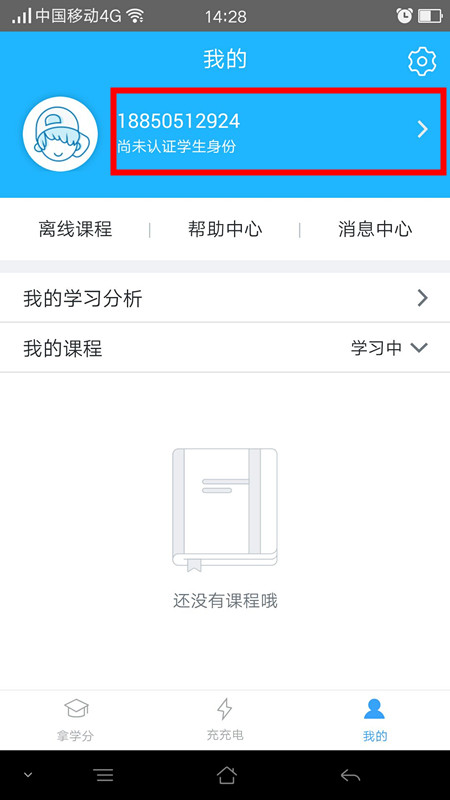 中国移动4G 14:28
我的
18850512924
尚未认证学生身份
离线课程 | 帮助中心 | 消息中心
我的学习分析
我的课程 学习中
还没有课程哦
拿学分 充充电 我的